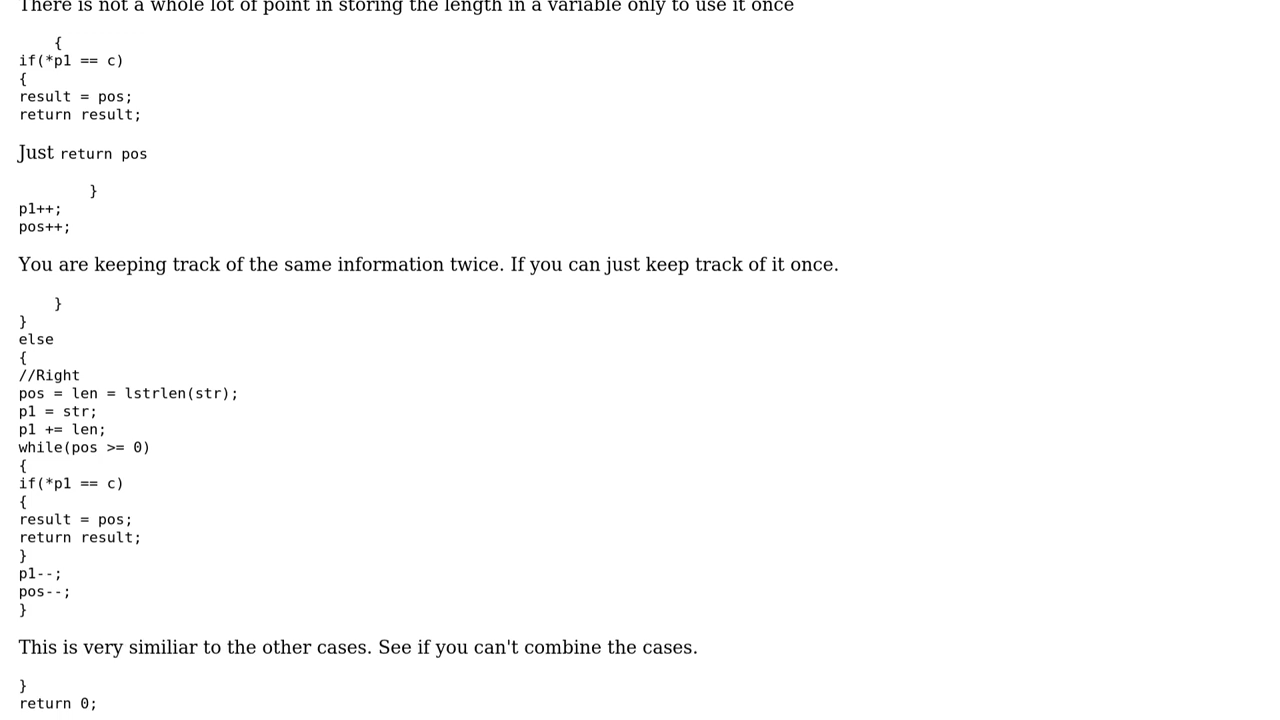 There is not a whole lot of point in storing the length in a variable only to use it once
{
if(*p1 == c)
{
result = pos;
return result;
Just return pos
}
p1++;
pos++;
You are keeping track of the same information twice. If you can just keep track of it once.
}
}
else
{
//Right
pos = len = lstrlen(str);
p1 = str;
p1 += len;
while(pos >= 0)
{
if(*p1 == c)
{
result = pos;
return result;
}
p1--;
pos--;
}
This is very similiar to the other cases. See if you can't combine the cases.
}
return 0;